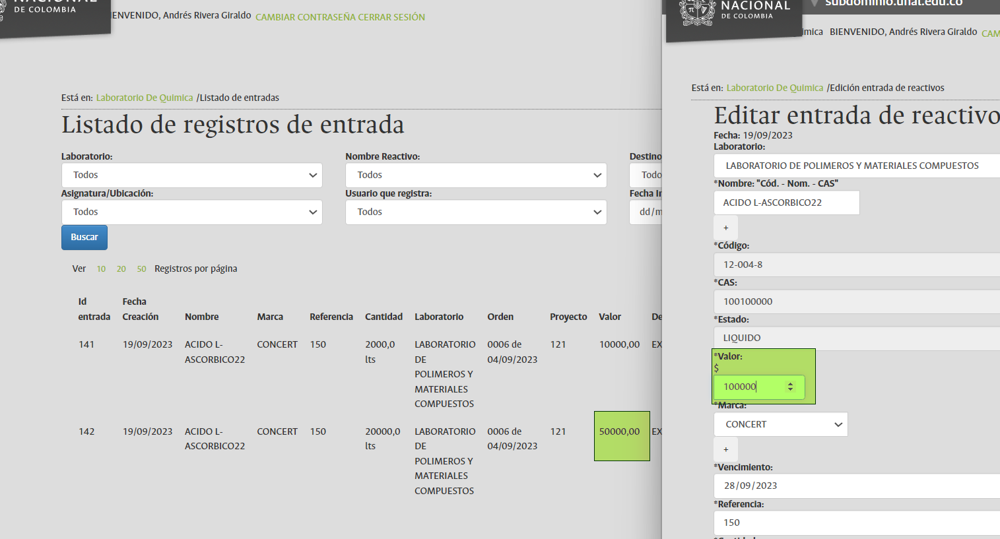 NACIONAL
DE COLOMBIA
BIENVENIDO, Andrés Rivera Giraldo CAMBIAR CONTRASEÑA CERRAR SESIÓN
Está en: Laboratorio De Quimica /Listado de entradas
Listado de registros de entrada
Laboratorio: Nombre Reactivo: Destino
Todos Todos Todo
Asignatura/Ubicación: Usuario que registra: Fecha In
Todos Todos dd/m
Buscar
Ver 10 20 50 Registros por página
Id entrada Fecha Creación Nombre Marca Referencia Cantidad Laboratorio Orden Proyecto Valor De
141 19/09/2023 ACIDO L- CONCERT 150 2000,0 LABORATORIO 0006 de 121 10000,00 EX
ASCORBICO22 lts DE 04/09/2023
POLIMEROS Y
MATERIALES
COMPUESTOS
142 19/09/2023 ACIDO L- CONCERT 150 20000,0 LABORATORIO 0006 de 121 50000,00 EX
ASCORBICO22 lts DE 04/09/2023
POLIMEROS Y
MATERIALES
COMPUESTOS
subdominio.unal.edu.co
NACIONAL
DE COLOMBIA
imica BIENVENIDO, Andrés Rivera Giraldo CAM
Está en: Laboratorio De Quimica /Edición entrada de reactivos
Editar entrada de reactivo
Fecha: 19/09/2023
Laboratorio:
LABORATORIO DE POLIMEROS Y MATERIALES COMPUESTOS
*Nombre: "Cód. - Nom. - CAS"
ACIDO L-ASCORBICO22
+
*Código:
12-004-8
*CAS:
100100000
*Estado:
LIQUIDO
*Valor:
$
100000
*Marca:
CONCERT
+
*Vencimiento:
28/09/2023
*Referencia:
150